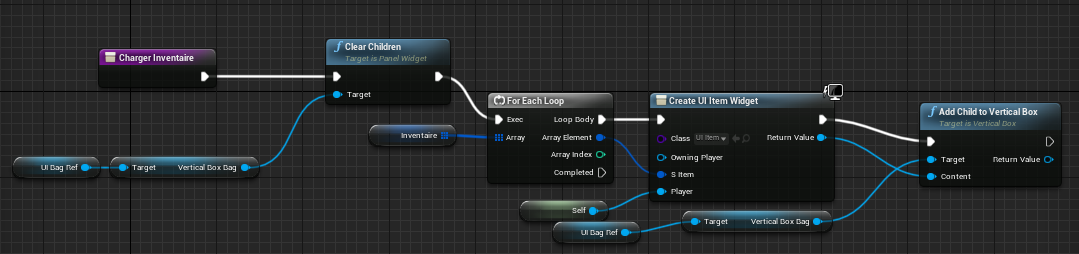 Charger Inventaire
Clear Children
Target is Panel Widget
Target
UI Bag Ref
Target
Vertical Box Bag
Inventaire
For Each Loop
Exec
Loop Body
Array
Array Element
Array Index
Completed
Create UI Item Widget
Class
UI Item
Return Value
Owning Player
S Item
Player
Self
UI Bag Ref
Target
Vertical Box Bag
Add Child to Vertical Box
Target is Vertical Box
Target
Return Value
Content